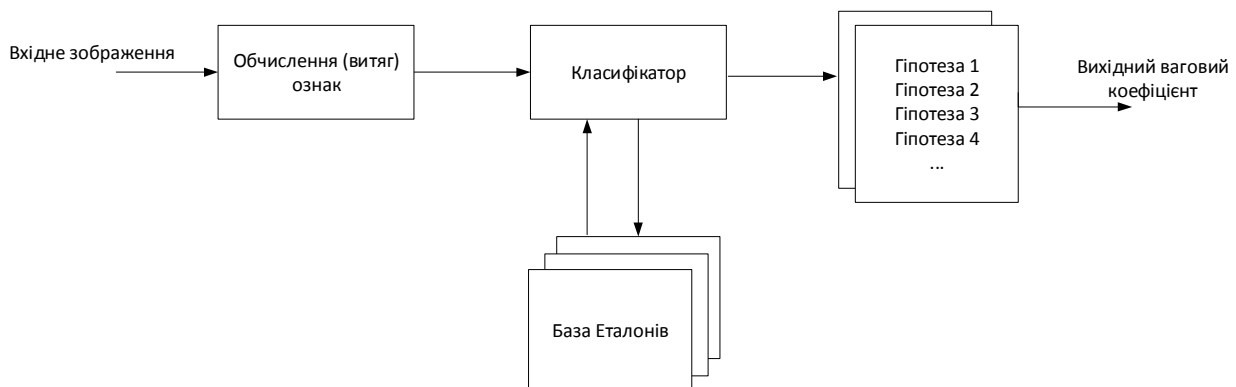 Вхідне зображення
Обчислення (витяг)
ознак
Класифікатор
Гіпотеза 1
Гіпотеза 2
Гіпотеза 3
Гіпотеза 4
...
Вихідний ваговий
коефіцієнт
База Еталонів